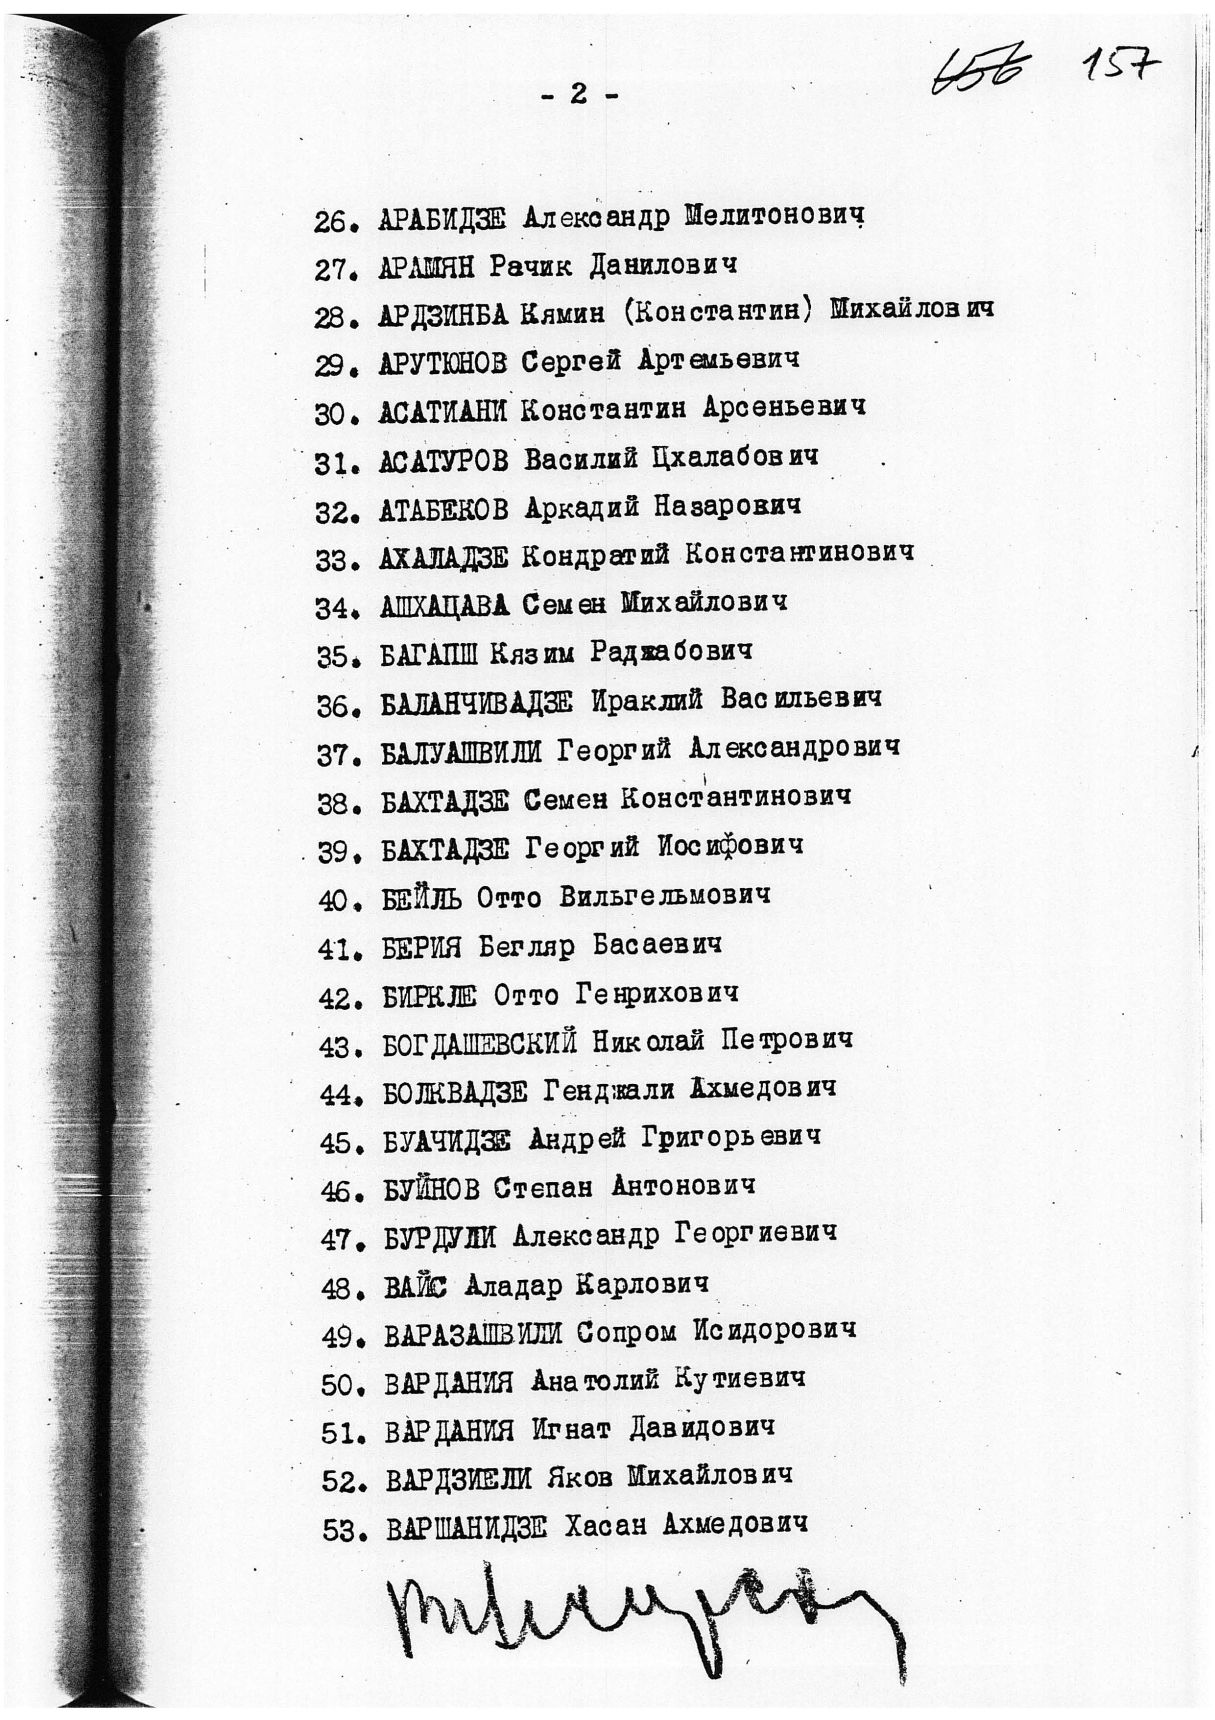 157
- 2 -
26. АРАБИДЗЕ Александр Мелитонович
27. АРАМЯН Рачик Данилович
28. АРДЗИНБА Кямин (Константин) Михайлович
29. АРУТЮНОВ Сергей Артемьевич
30. АСАТИАНИ Константин Арсеньевич
31. АСАТУРОВ Василий Цхалабович
32. АТАБЕКОВ Аркадий Назарович
33. АХАЛАДЗЕ Кондратий Константинович
34. АШХАЦАВА Семен Михайлович
35. БАГАПШ Кязим Раджабович
36. БАЛАНЧИВАДЗЕ Ираклий Васильевич
37. БАЛУАШВИЛИ Георгий Александрович
38. БАХТАДЗЕ Семен Константинович
39. БАХТАДЗЕ Георгий Иосифович
40. БЕЙЛЬ Отто Вильгельмович
41. БЕРИЯ Бегляр Басаевич
42. БИРКЛЕ Отто Генрихович
43. БОГДАШЕВСКИЙ Николай Петрович
44. БОЛКВАДЗЕ Генджали Ахмедович
45. БУАЧИДЗЕ Андрей Григорьевич
46. БУЙНОВ Степан Антонович
47. БУРДУЛИ Александр Георгиевич
48. ВАЙС Аладар Карлович
49. ВАРАЗАШВИЛИ Сопром Исидорович
50. ВАРДАНИЯ Анатолий Кутиевич
51. ВАРДАНИЯ Игнат Давидович
52. ВАРДЗИЕЛИ Яков Михайлович
53. ВАРШАНИДЗЕ Хасан Ахмедович